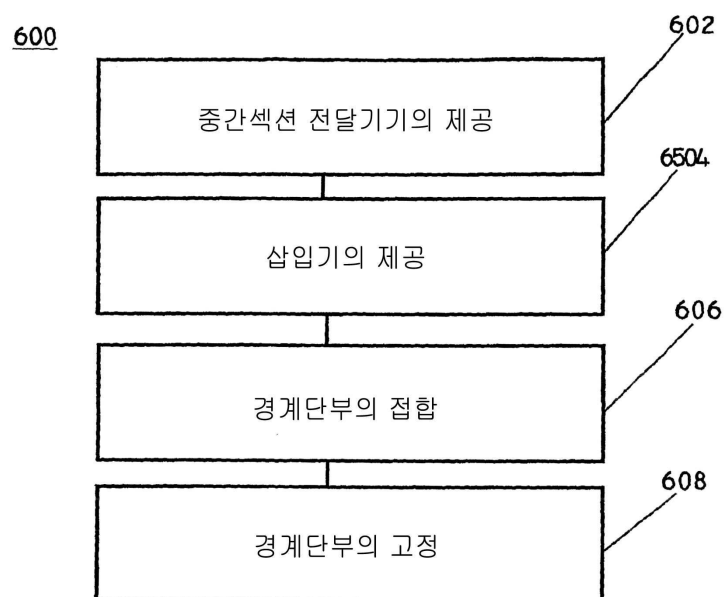 600
602
중간섹션 전달기기의 제공
6504
삽입기의 제공
606
경계단부의 접합
608
경계단부의 고정